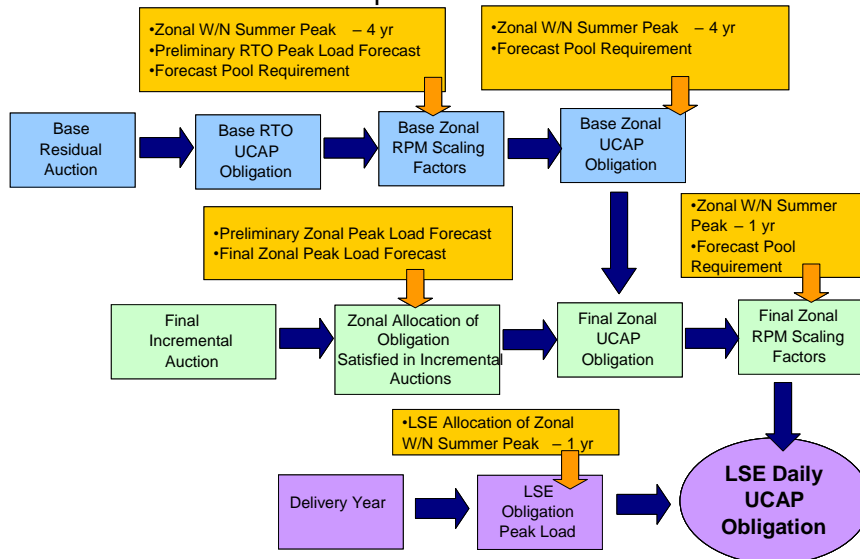 •Zonal W/N Summer Peak – 4 yr
•Preliminary RTO Peak Load Forecast
•Forecast Pool Requirement
•Zonal W/N Summer Peak – 4 yr
•Forecast Pool Requirement
Base
Residual
Auction
Base RTO
UCAP
Obligation
Base Zonal
RPM Scaling
Factors
Base Zonal
UCAP
Obligation
•Preliminary Zonal Peak Load Forecast
•Final Zonal Peak Load Forecast
•Zonal W/N Summer
Peak – 1 yr
•Forecast Pool
Requirement
Final
Incremental
Auction
Zonal Allocation of
Obligation
Satisfied in Incremental
Auctions
Final Zonal
UCAP
Obligation
Final Zonal
RPM Scaling
Factors
•LSE Allocation of Zonal
W/N Summer Peak – 1 yr
Delivery Year
LSE
Obligation
Peak Load
LSE Daily
UCAP
Obligation